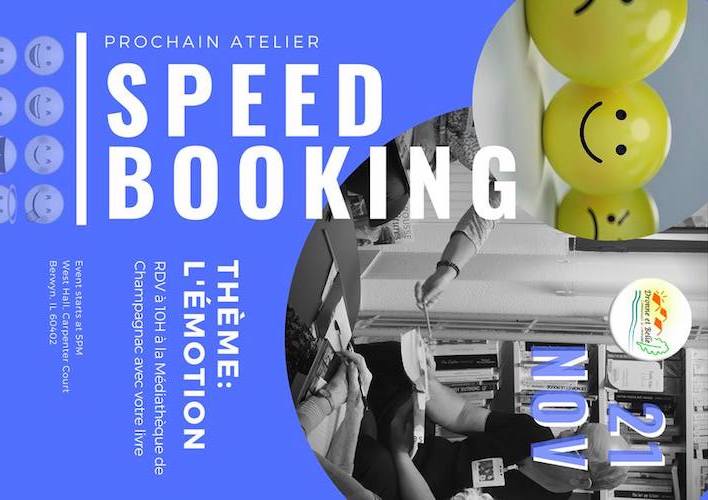 PROCHAIN ATELIER
SPEED
BOOKING
THÈME:
L'ÉMOTION
RDV à 10H à la Médiathèque de
Champagnac avec votre livre
Event starts at 5PM
West Hall, Carpenter Court
Berwyn, IL 60402
Dronne et Belle
21
NOV